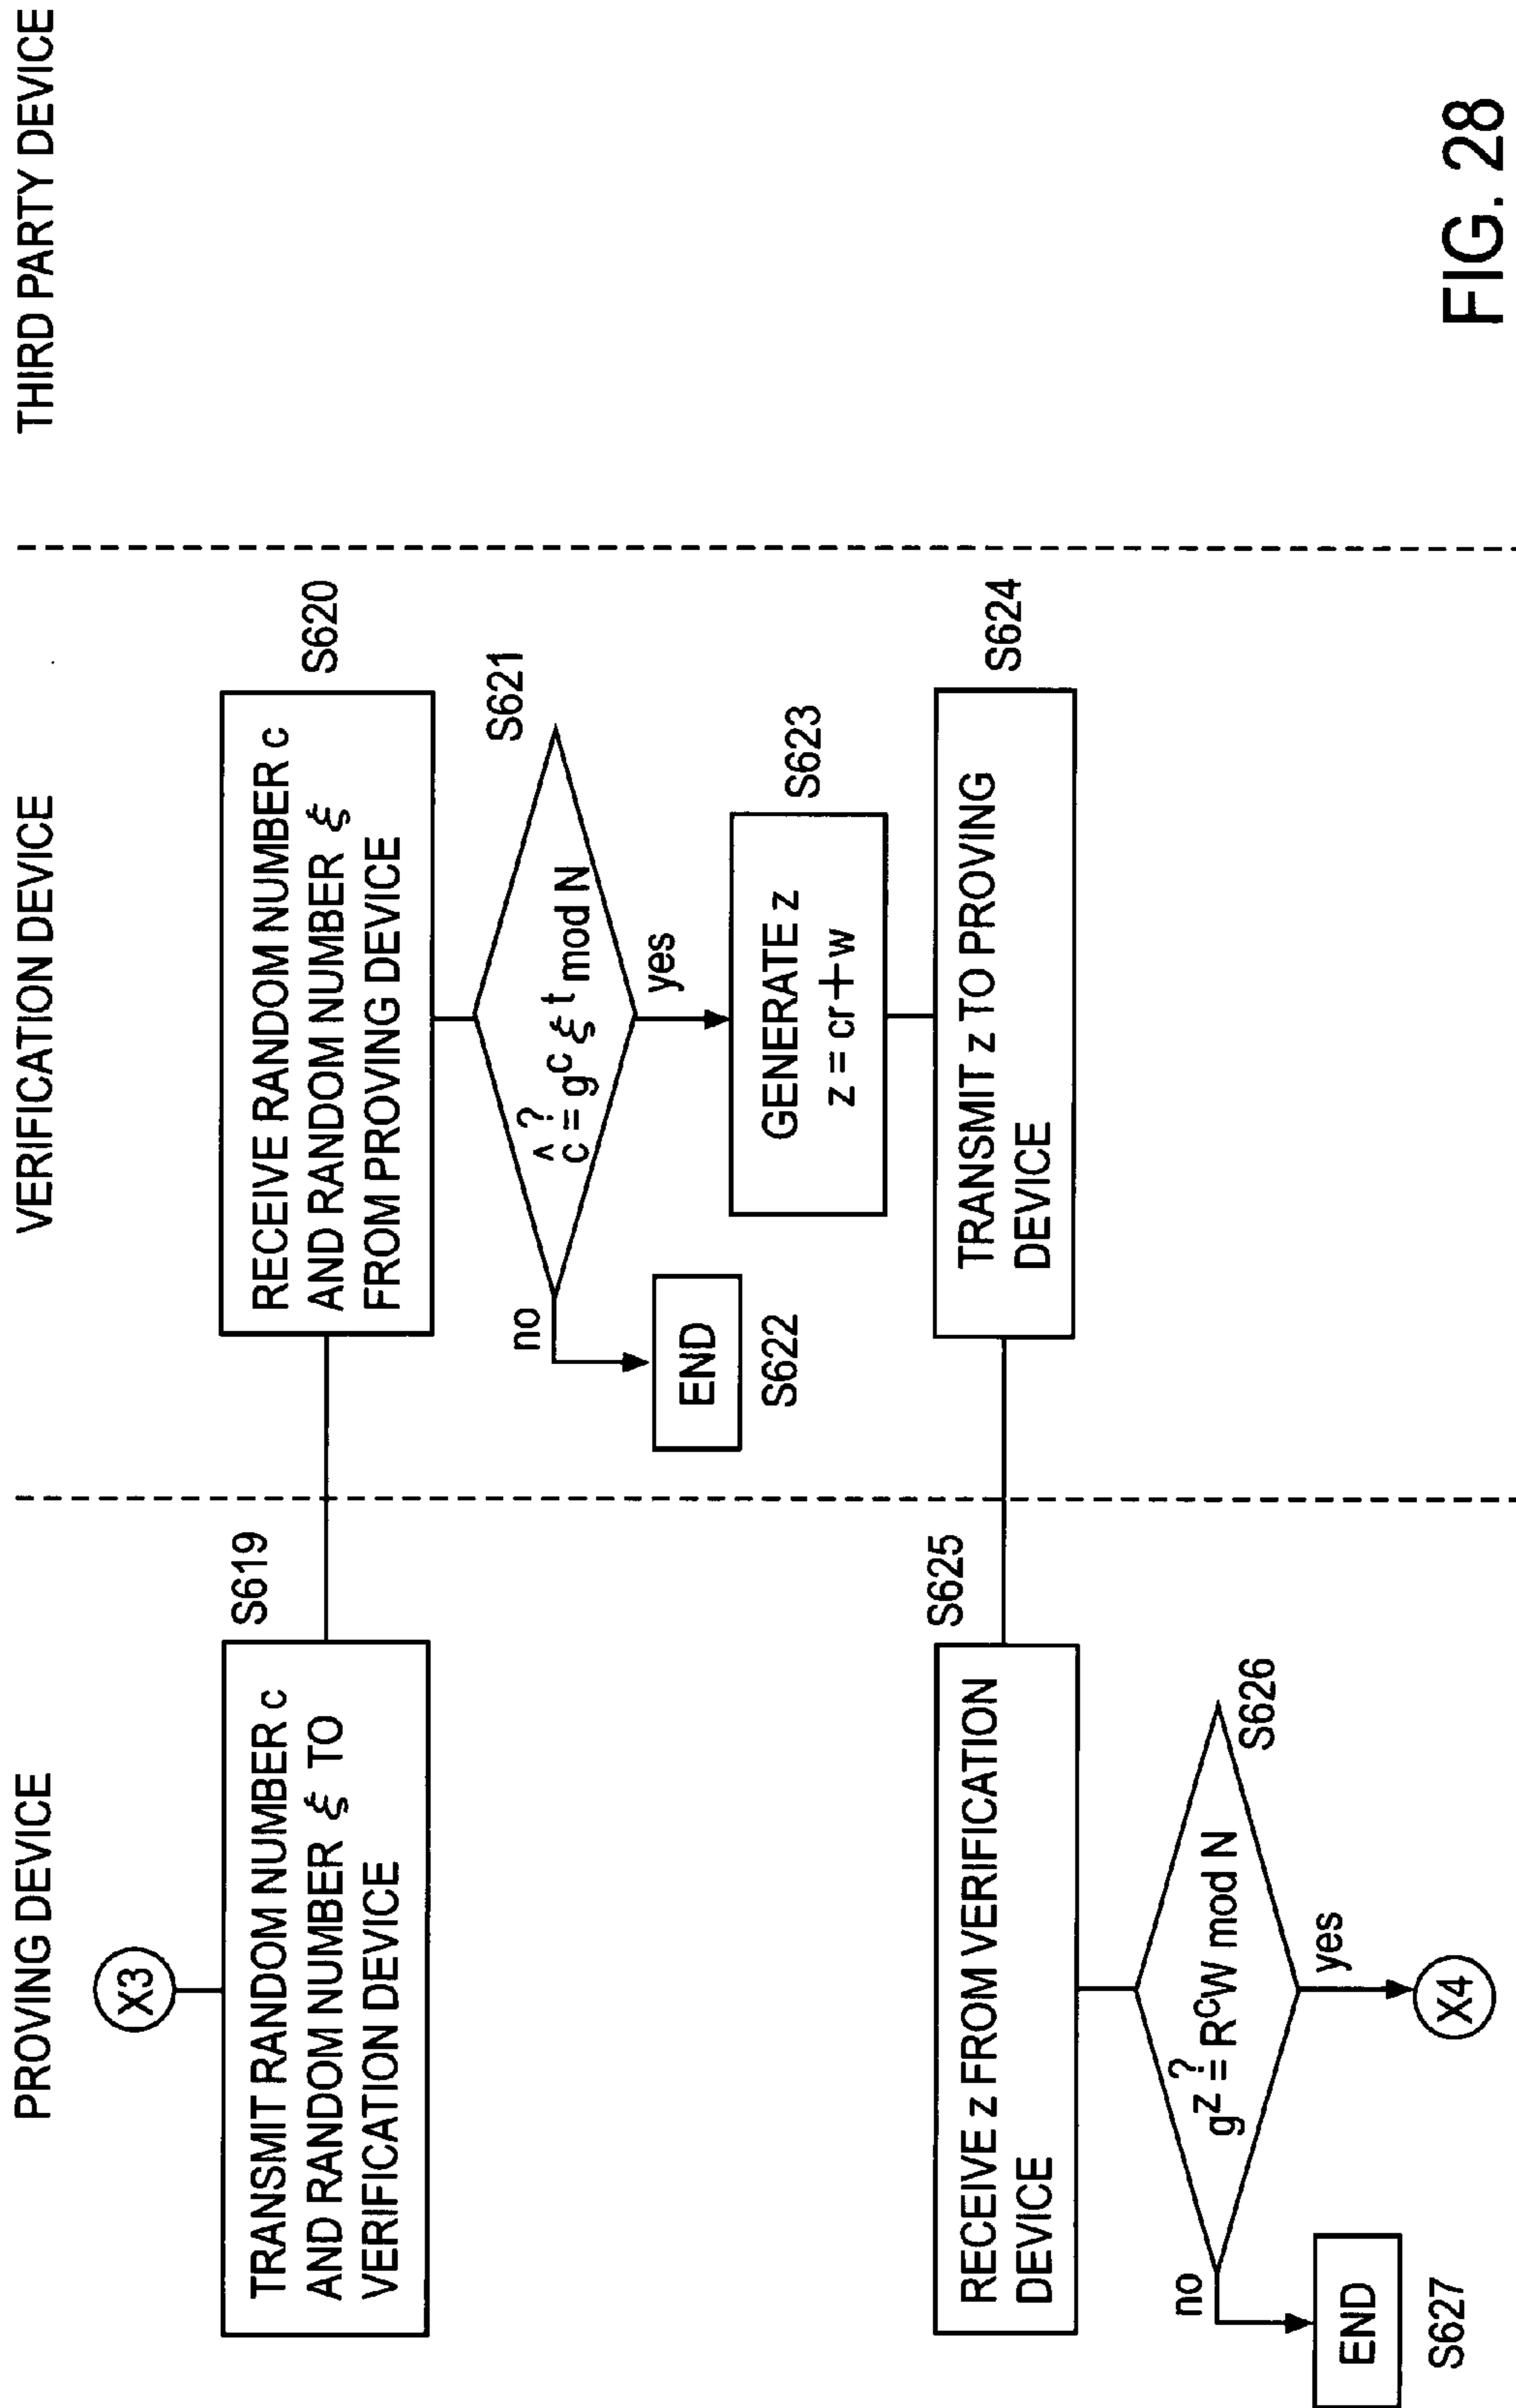 PROVING DEVICE
VERIFICATION DEVICE
THIRD PARTY DEVICE
X3
S619
TRANSMIT RANDOM NUMBER c
AND RANDOM NUMBER ξ TO
VERIFICATION DEVICE
S620
RECEIVE RANDOM NUMBER c
AND RANDOM NUMBER ξ
FROM PROVING DEVICE
S621
ĉ ≟ g^c ξ^t mod N
no
yes
END
S622
S623
GENERATE z
z = cr+w
S624
TRANSMIT z TO PROVING
DEVICE
S625
RECEIVE z FROM VERIFICATION
DEVICE
S626
g^z ≟ R^c W mod N
no
yes
END
S627
X4
FIG. 28